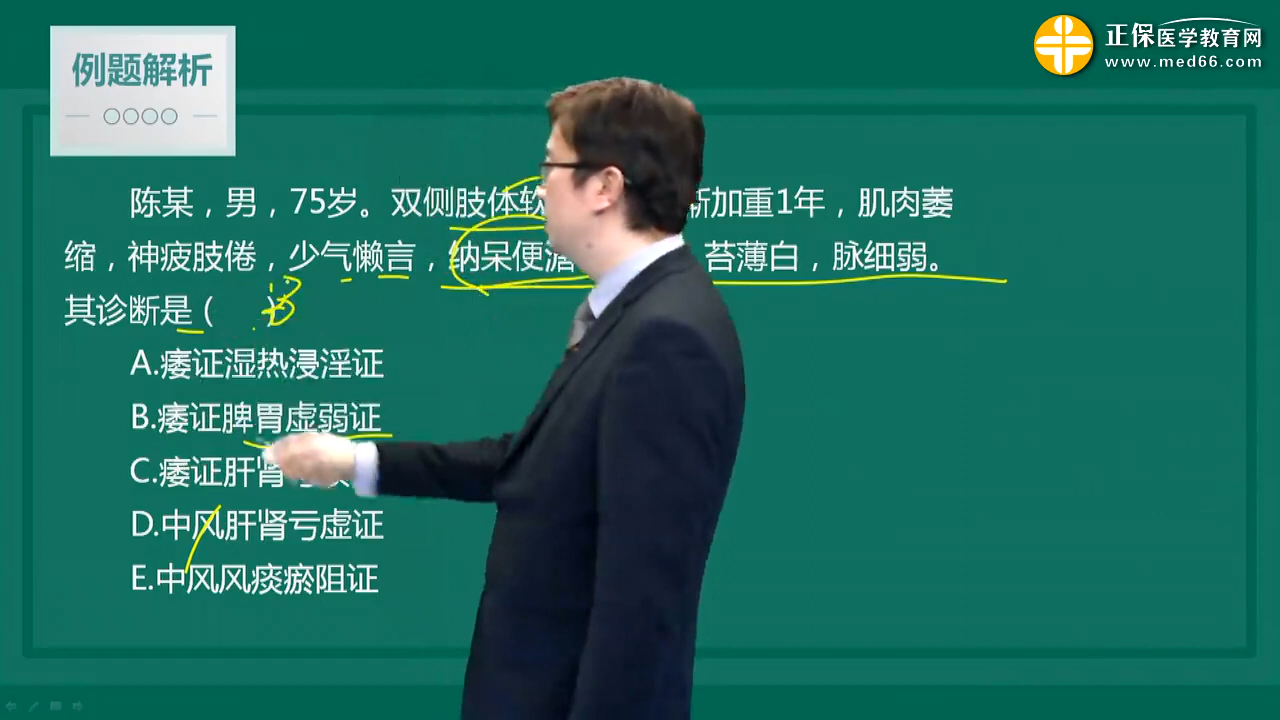 正保医学教育网
www.med66.com
例题解析
陈某，男，75岁。双侧肢体软 加重1年，肌肉萎
缩，神疲肢倦，少气懒言，纳呆便溏 苔薄白，脉细弱。
其诊断是（ B ）
A.痿证湿热浸淫证
B.痿证脾胃虚弱证
C.痿证肝肾
D.中风肝肾亏虚证
E.中风风痰瘀阻证